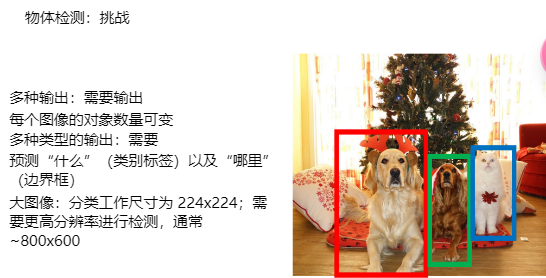 物体检测：挑战
多种输出：需要输出
每个图像的对象数量可变
多种类型的输出：需要
预测“什么”（类别标签）以及“哪里”
（边界框）
大图像：分类工作尺寸为 224x224；需
要更高分辨率进行检测，通常
~800x600